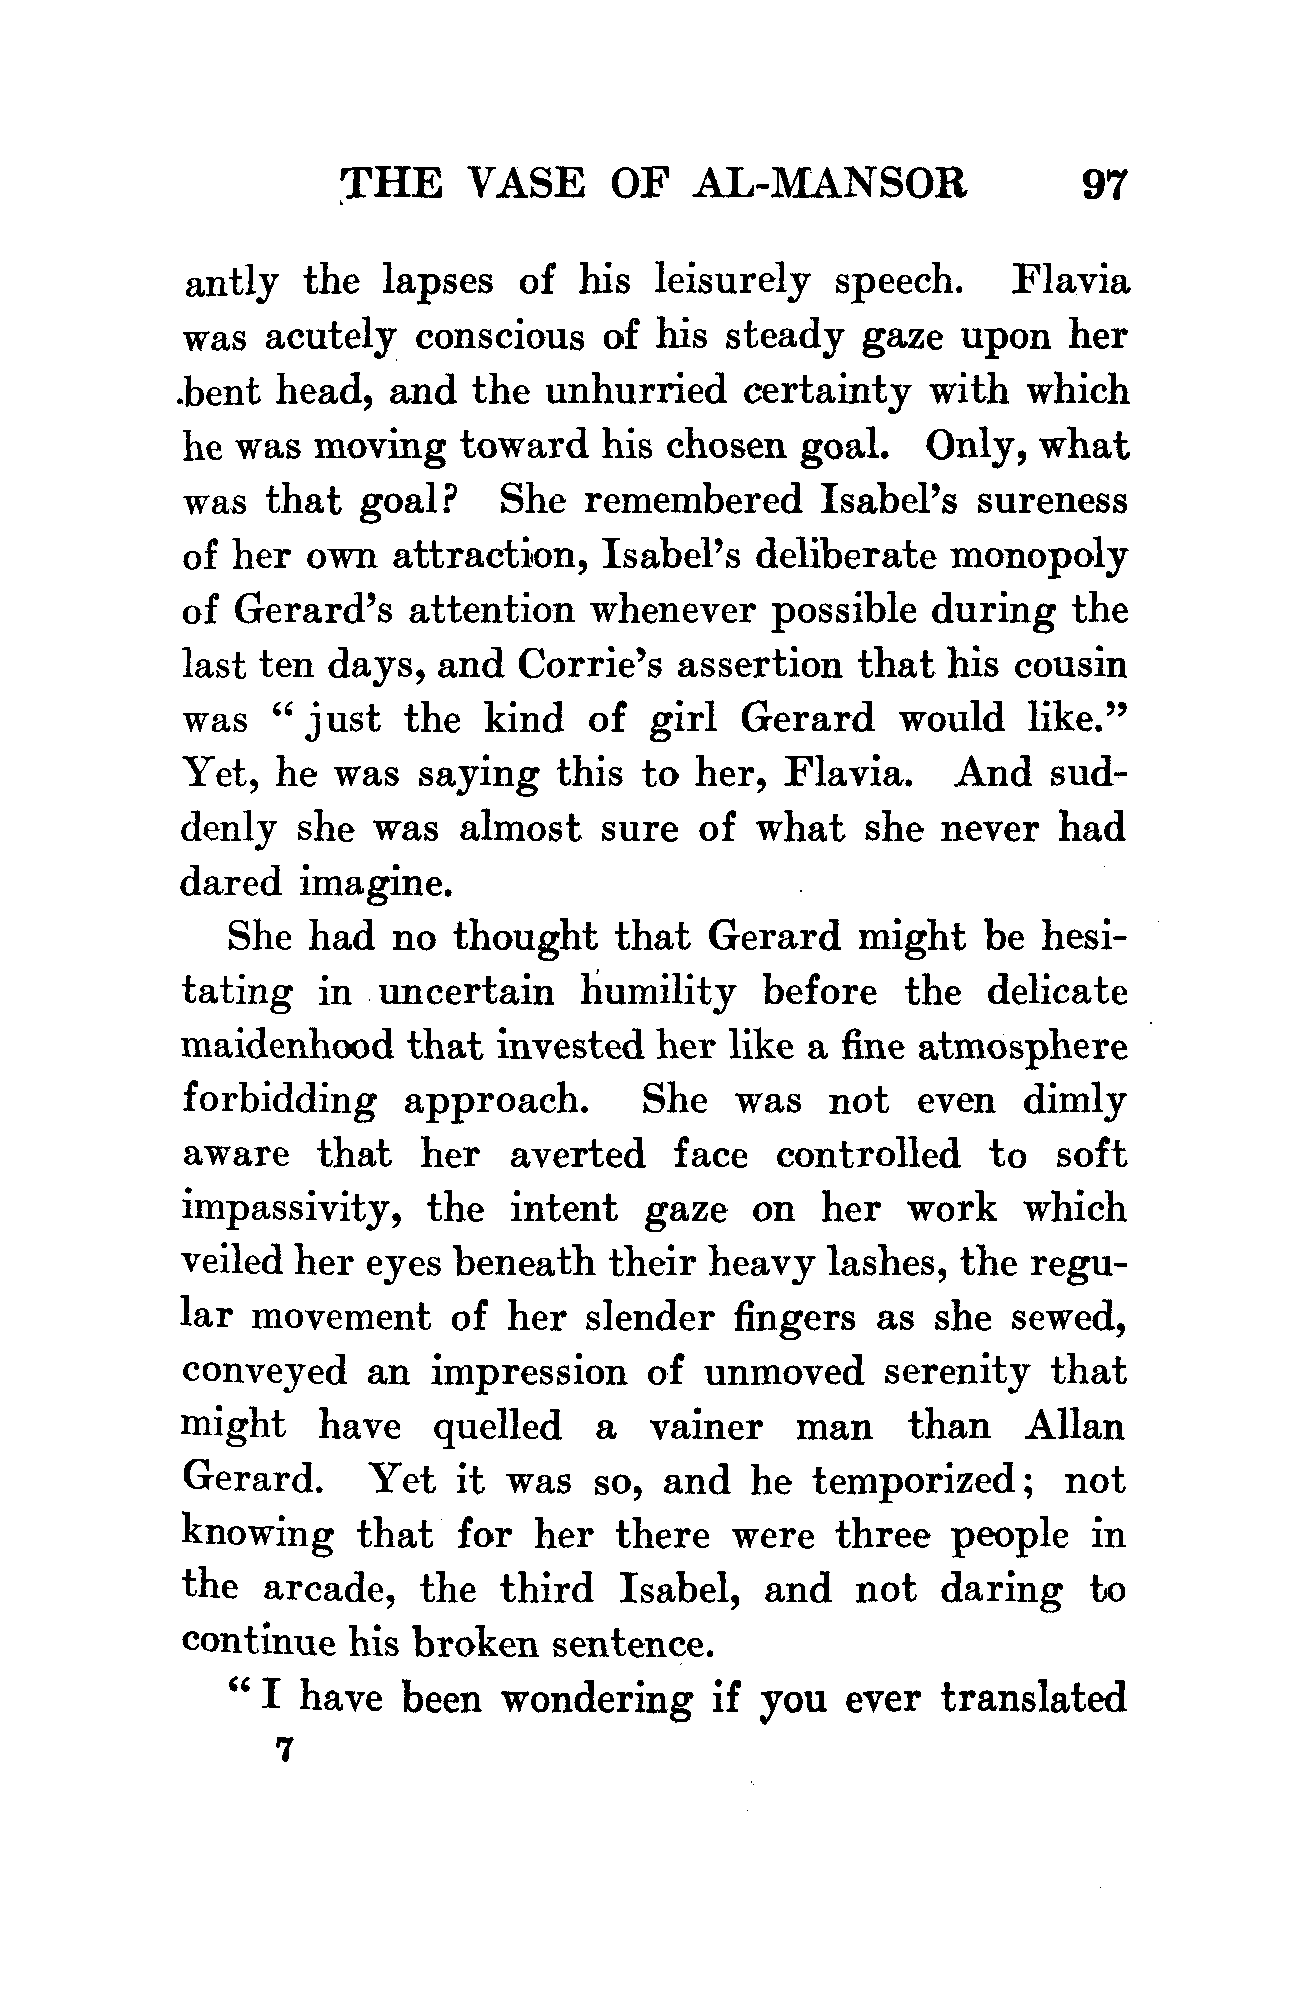 THE VASE OF AL-MANSOR 97
antly the lapses of his leisurely speech. Flavia
was acutely conscious of his steady gaze upon her
bent head, and the unhurried certainty with which
he was moving toward his chosen goal. Only, what
was that goal? She remembered Isabel's sureness
of her own attraction, Isabel's deliberate monopoly
of Gerard's attention whenever possible during the
last ten days, and Corrie's assertion that his cousin
was "just the kind of girl Gerard would like."
Yet, he was saying this to her, Flavia. And sud-
denly she was almost sure of what she never had
dared imagine.
She had no thought that Gerard might be hesi-
tating in uncertain humility before the delicate
maidenhood that invested her like a fine atmosphere
forbidding approach. She was not even dimly
aware that her averted face controlled to soft
impassivity, the intent gaze on her work which
veiled her eyes beneath their heavy lashes, the regu-
lar movement of her slender fingers as she sewed,
conveyed an impression of unmoved serenity that
might have quelled a vainer man than Allan
Gerard. Yet it was so, and he temporized; not
knowing that for her there were three people in
the arcade, the third Isabel, and not daring to
continue his broken sentence.
"I have been wondering if you ever translated
7